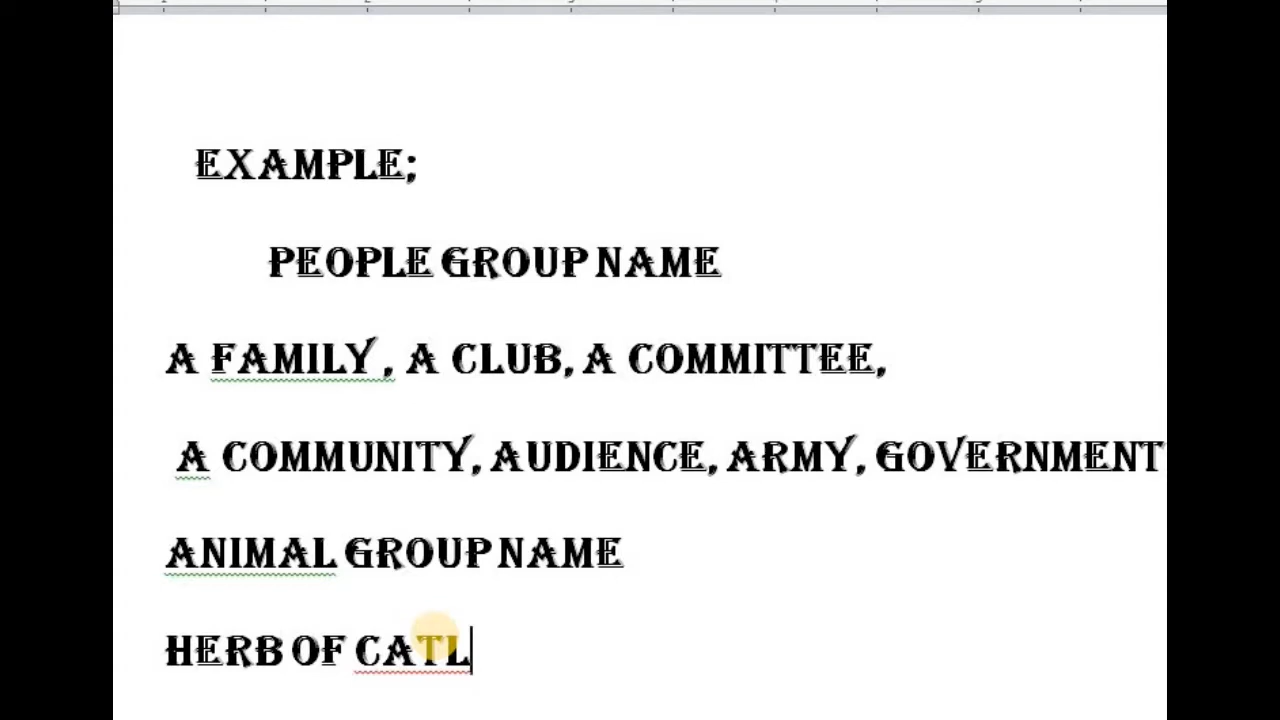 EXAMPLE;
PEOPLE GROUP NAME
A FAMILY , A CLUB, A COMMITTEE,
A COMMUNITY, AUDIENCE, ARMY, GOVERNMENT
ANIMAL GROUP NAME
HERB OF CATL